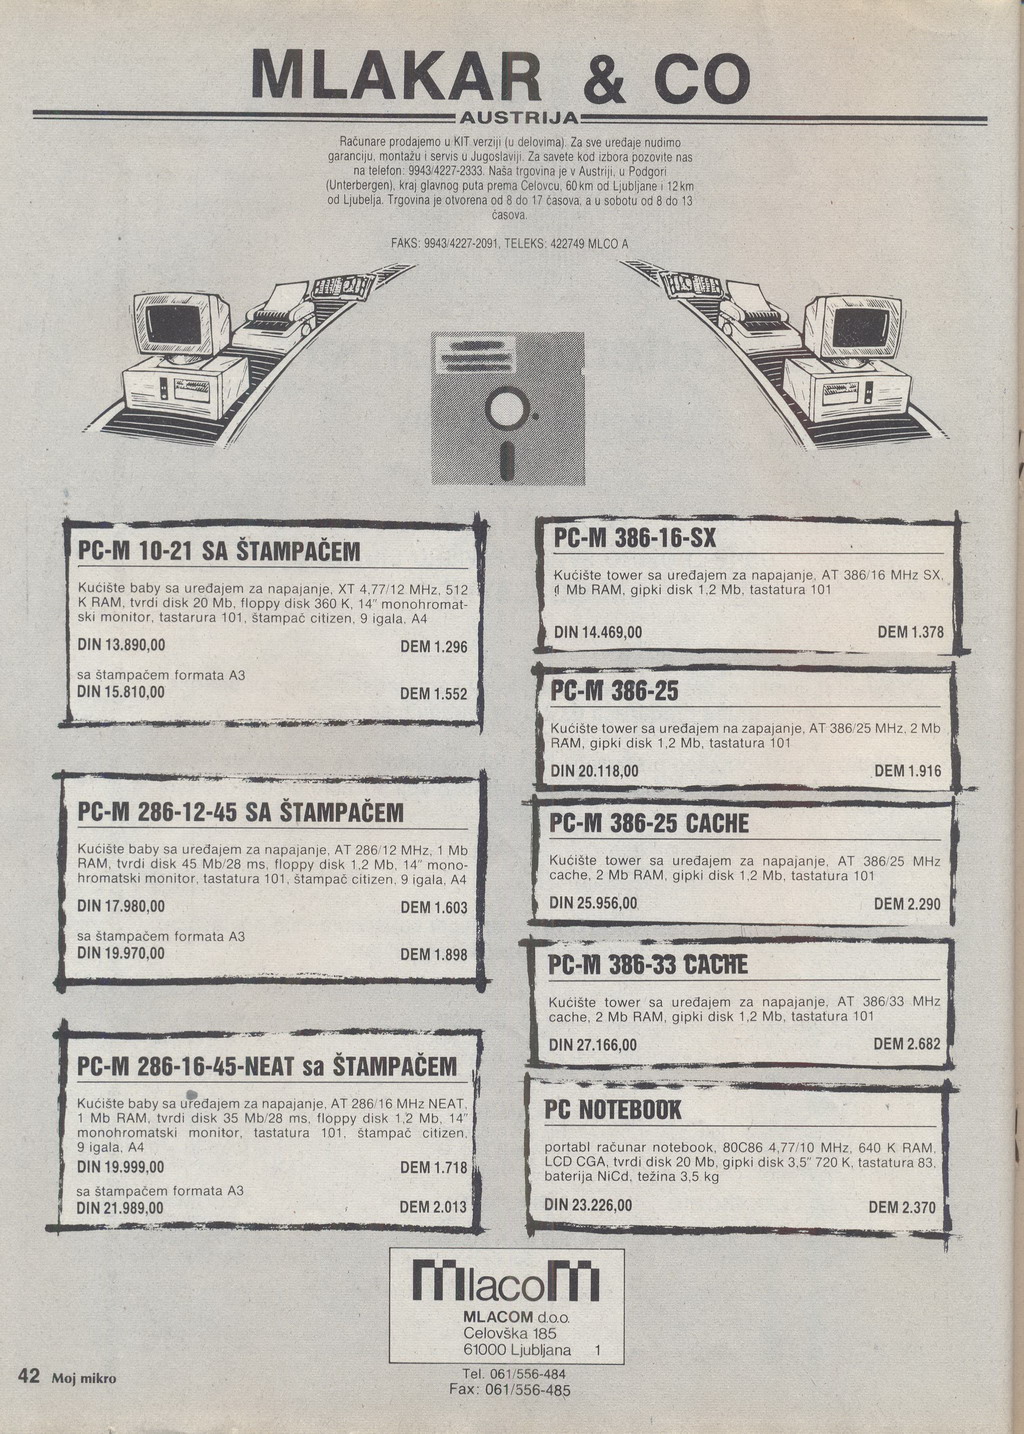 MLAKAR & CO
AUSTRIJA
Računare prodajemo u KIT verziji (u delovima). Za sve uređaje nudimo
garanciju, montažu i servis u Jugoslaviji. Za savete kod izbora pozovite nas
na telefon: 9943/4227-2333. Naša trgovina je v Austriji, u Podgori
(Unterbergen), kraj glavnog puta prema Celovcu, 60 km od Ljubljane i 12 km
od Ljubelja. Trgovina je otvorena od 8 do 17 ćasova, a u sobotu od 8 do 13
ćasova.
FAKS: 9943/4227-2091, TELEKS: 422749 MLCO A
PC-M 10-21 SA ŠTAMPAČEM
Kućište baby sa uređajem za napajanje, XT 4,77/12 MHz, 512
K RAM, tvrdi disk 20 Mb, floppy disk 360 K, 14" monohromat-
ski monitor, tastarura 101, štampač citizen, 9 igala, A4
DIN 13.890,00 DEM 1.296
sa štampačem formata A3
DIN 15.810,00 DEM 1.552
PC-M 286-12-45 SA ŠTAMPAČEM
Kućište baby sa uređajem za napajanje, AT 286/12 MHz, 1 Mb
RAM, tvrdi disk 45 Mb/28 ms, floppy disk 1,2 Mb, 14" mono-
hromatski monitor, tastatura 101, štampač citizen, 9 igala, A4
DIN 17.980,00 DEM 1.603
sa štampačem formata A3
DIN 19.970,00 DEM 1.898
PC-M 286-16-45-NEAT sa ŠTAMPAČEM
Kućište baby sa uređajem za napajanje, AT 286/16 MHz NEAT,
1 Mb RAM, tvrdi disk 35 Mb/28 ms, floppy disk 1,2 Mb, 14"
monohromatski monitor, tastatura 101, štampač citizen,
9 igala, A4
DIN 19.999,00 DEM 1.718
sa štampačem formata A3
DIN 21.989,00 DEM 2.013
PC-M 386-16-SX
Kućište tower sa uređajem za napajanje, AT 386/16 MHz SX,
Mb RAM, gipki disk 1,2 Mb, tastatura 101
DIN 14.469,00 DEM 1.378
PC-M 386-25
Kućište tower sa uređajem na zapajanje, AT 386/25 MHz, 2 Mb
RAM, gipki disk 1,2 Mb, tastatura 101
DIN 20.118,00 DEM 1.916
PC-M 386-25 CACHE
Kućište tower sa uređajem za napajanje, AT 386/25 MHz
cache, 2 Mb RAM, gipki disk 1,2 Mb, tastatura 101
DIN 25.956,00 DEM 2.290
PC-M 386-33 CACHE
Kućište tower sa uređajem za napajanje, AT 386/33 MHz
cache, 2 Mb RAM, gipki disk 1,2 Mb, tastatura 101
DIN 27.166,00 DEM 2.682
PC NOTEBOOK
portabl računar notebook, 80C86 4,77/10 MHz, 640 K RAM,
LCD CGA, tvrdi disk 20 Mb, gipki disk 3,5" 720 K, tastatura 83,
baterija NiCd, težina 3,5 kg
DIN 23.226,00 DEM 2.370
MlacoM
MLACOM d.o.o.
Celovška 185
61000 Ljubljana 1
Tel. 061/556-484
Fax: 061/556-485
42 Moj mikro